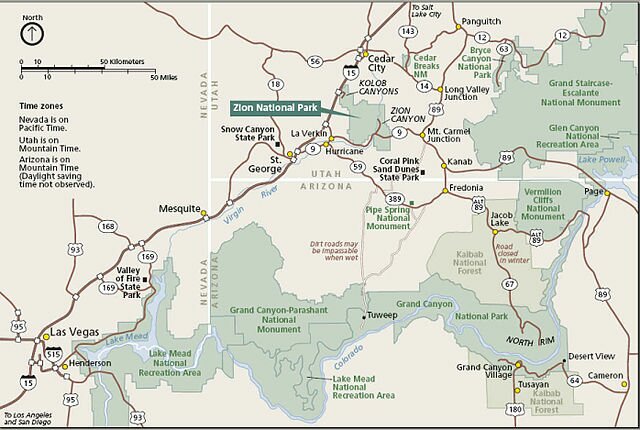 North
0
50 Kilometers
0
50 Miles
Time zones
Nevada is on
Pacific Time.
Utah is on
Mountain Time.
Arizona is on
Mountain Time
(Daylight saving
time not observed).
To Salt
Lake City
Panguitch
143
12
12
63
12
89
56
15
Cedar
City
Cedar
Breaks
NM
Bryce
Canyon
National
Park
18
KOLOB
CANYONS
14
Long Valley
Junction
Grand Staircase-
Escalante
National Monument
NEVADA
UTAH
Zion National Park
ZION
CANYON
Snow Canyon
State Park
La Verkin
9
9
Hurricane
Mt. Carmel
Junction
Glen Canyon
National
Recreation Area
St.
George
59
Coral Pink
Sand Dunes
State Park
Kanab
89
Lake Powell
UTAH
ARIZONA
Fredonia
Vermilion
Cliffs
National
Monument
Page
Mesquite
Virgin River
389
Pipe Spring
National
Monument
ALT
89
Jacob
Lake
ALT
89
168
93
169
Dirt roads may
be impassable
when wet
Kaibab
National
Forest
Road
closed
in winter
NEVADA
ARIZONA
Valley
of Fire
State
Park
169
67
89
Grand Canyon-Parashant
National
Monument
Grand Canyon
National Park
Tuweep
95
15
Las Vegas
Lake Mead
Colorado
NORTH RIM
515
Henderson
Lake Mead
National
Recreation Area
Lake Mead
National
Recreation Area
Grand Canyon
Village
Desert View
Tusayan
64
Cameron
15
95
93
180
Kaibab
National Forest
To Los Angeles
and San Diego